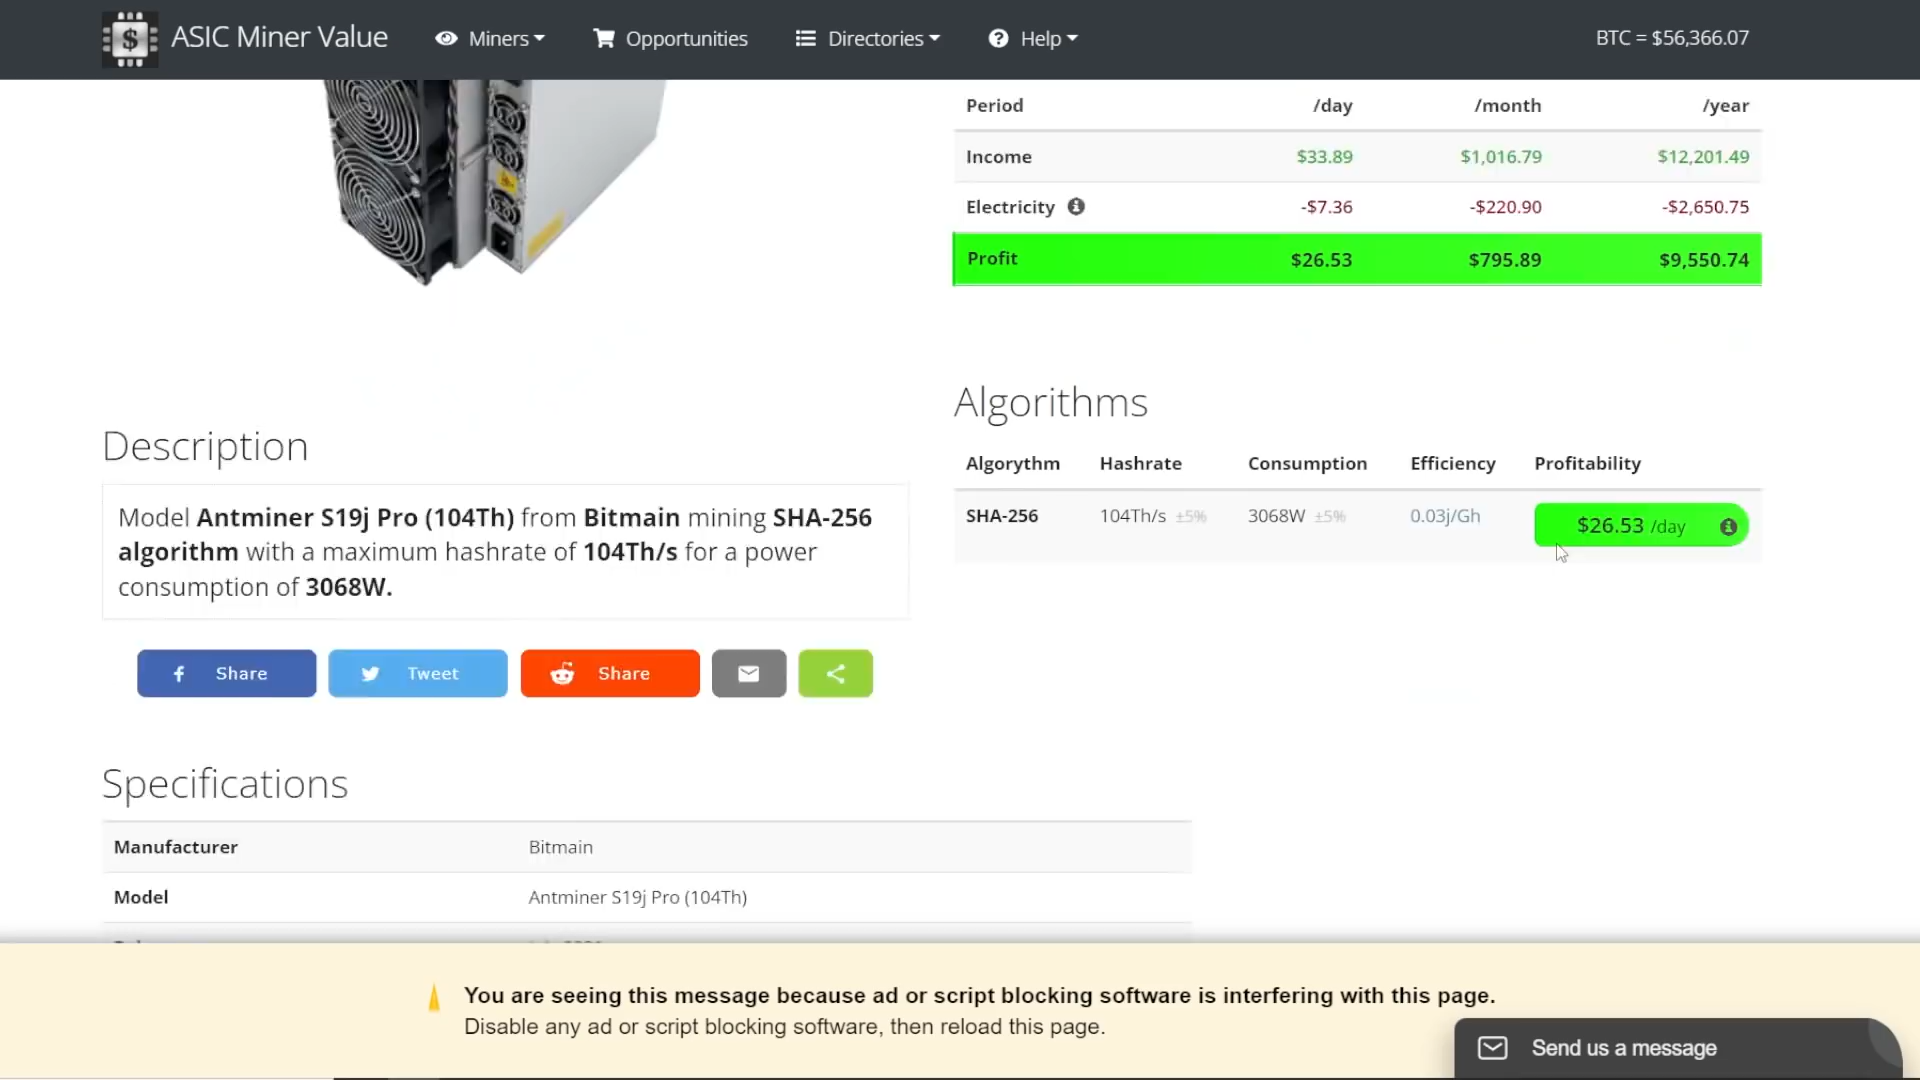 $ ASIC Miner Value Miners Opportunities Directories Help BTC = $56,366.07
Period /day /month /year
Income $33.89 $1,016.79 $12,201.49
Electricity -$7.36 -$220.90 -$2,650.75
Profit $26.53 $795.89 $9,550.74
Algorithms
Algorythm Hashrate Consumption Efficiency Profitability
SHA-256 104Th/s ±5% 3068W ±5% 0.03j/Gh $26.53 /day
Description
Model Antminer S19j Pro (104Th) from Bitmain mining SHA-256
algorithm with a maximum hashrate of 104Th/s for a power
consumption of 3068W.
Share Tweet Share
Specifications
Manufacturer Bitmain
Model Antminer S19j Pro (104Th)
You are seeing this message because ad or script blocking software is interfering with this page.
Disable any ad or script blocking software, then reload this page.
Send us a message